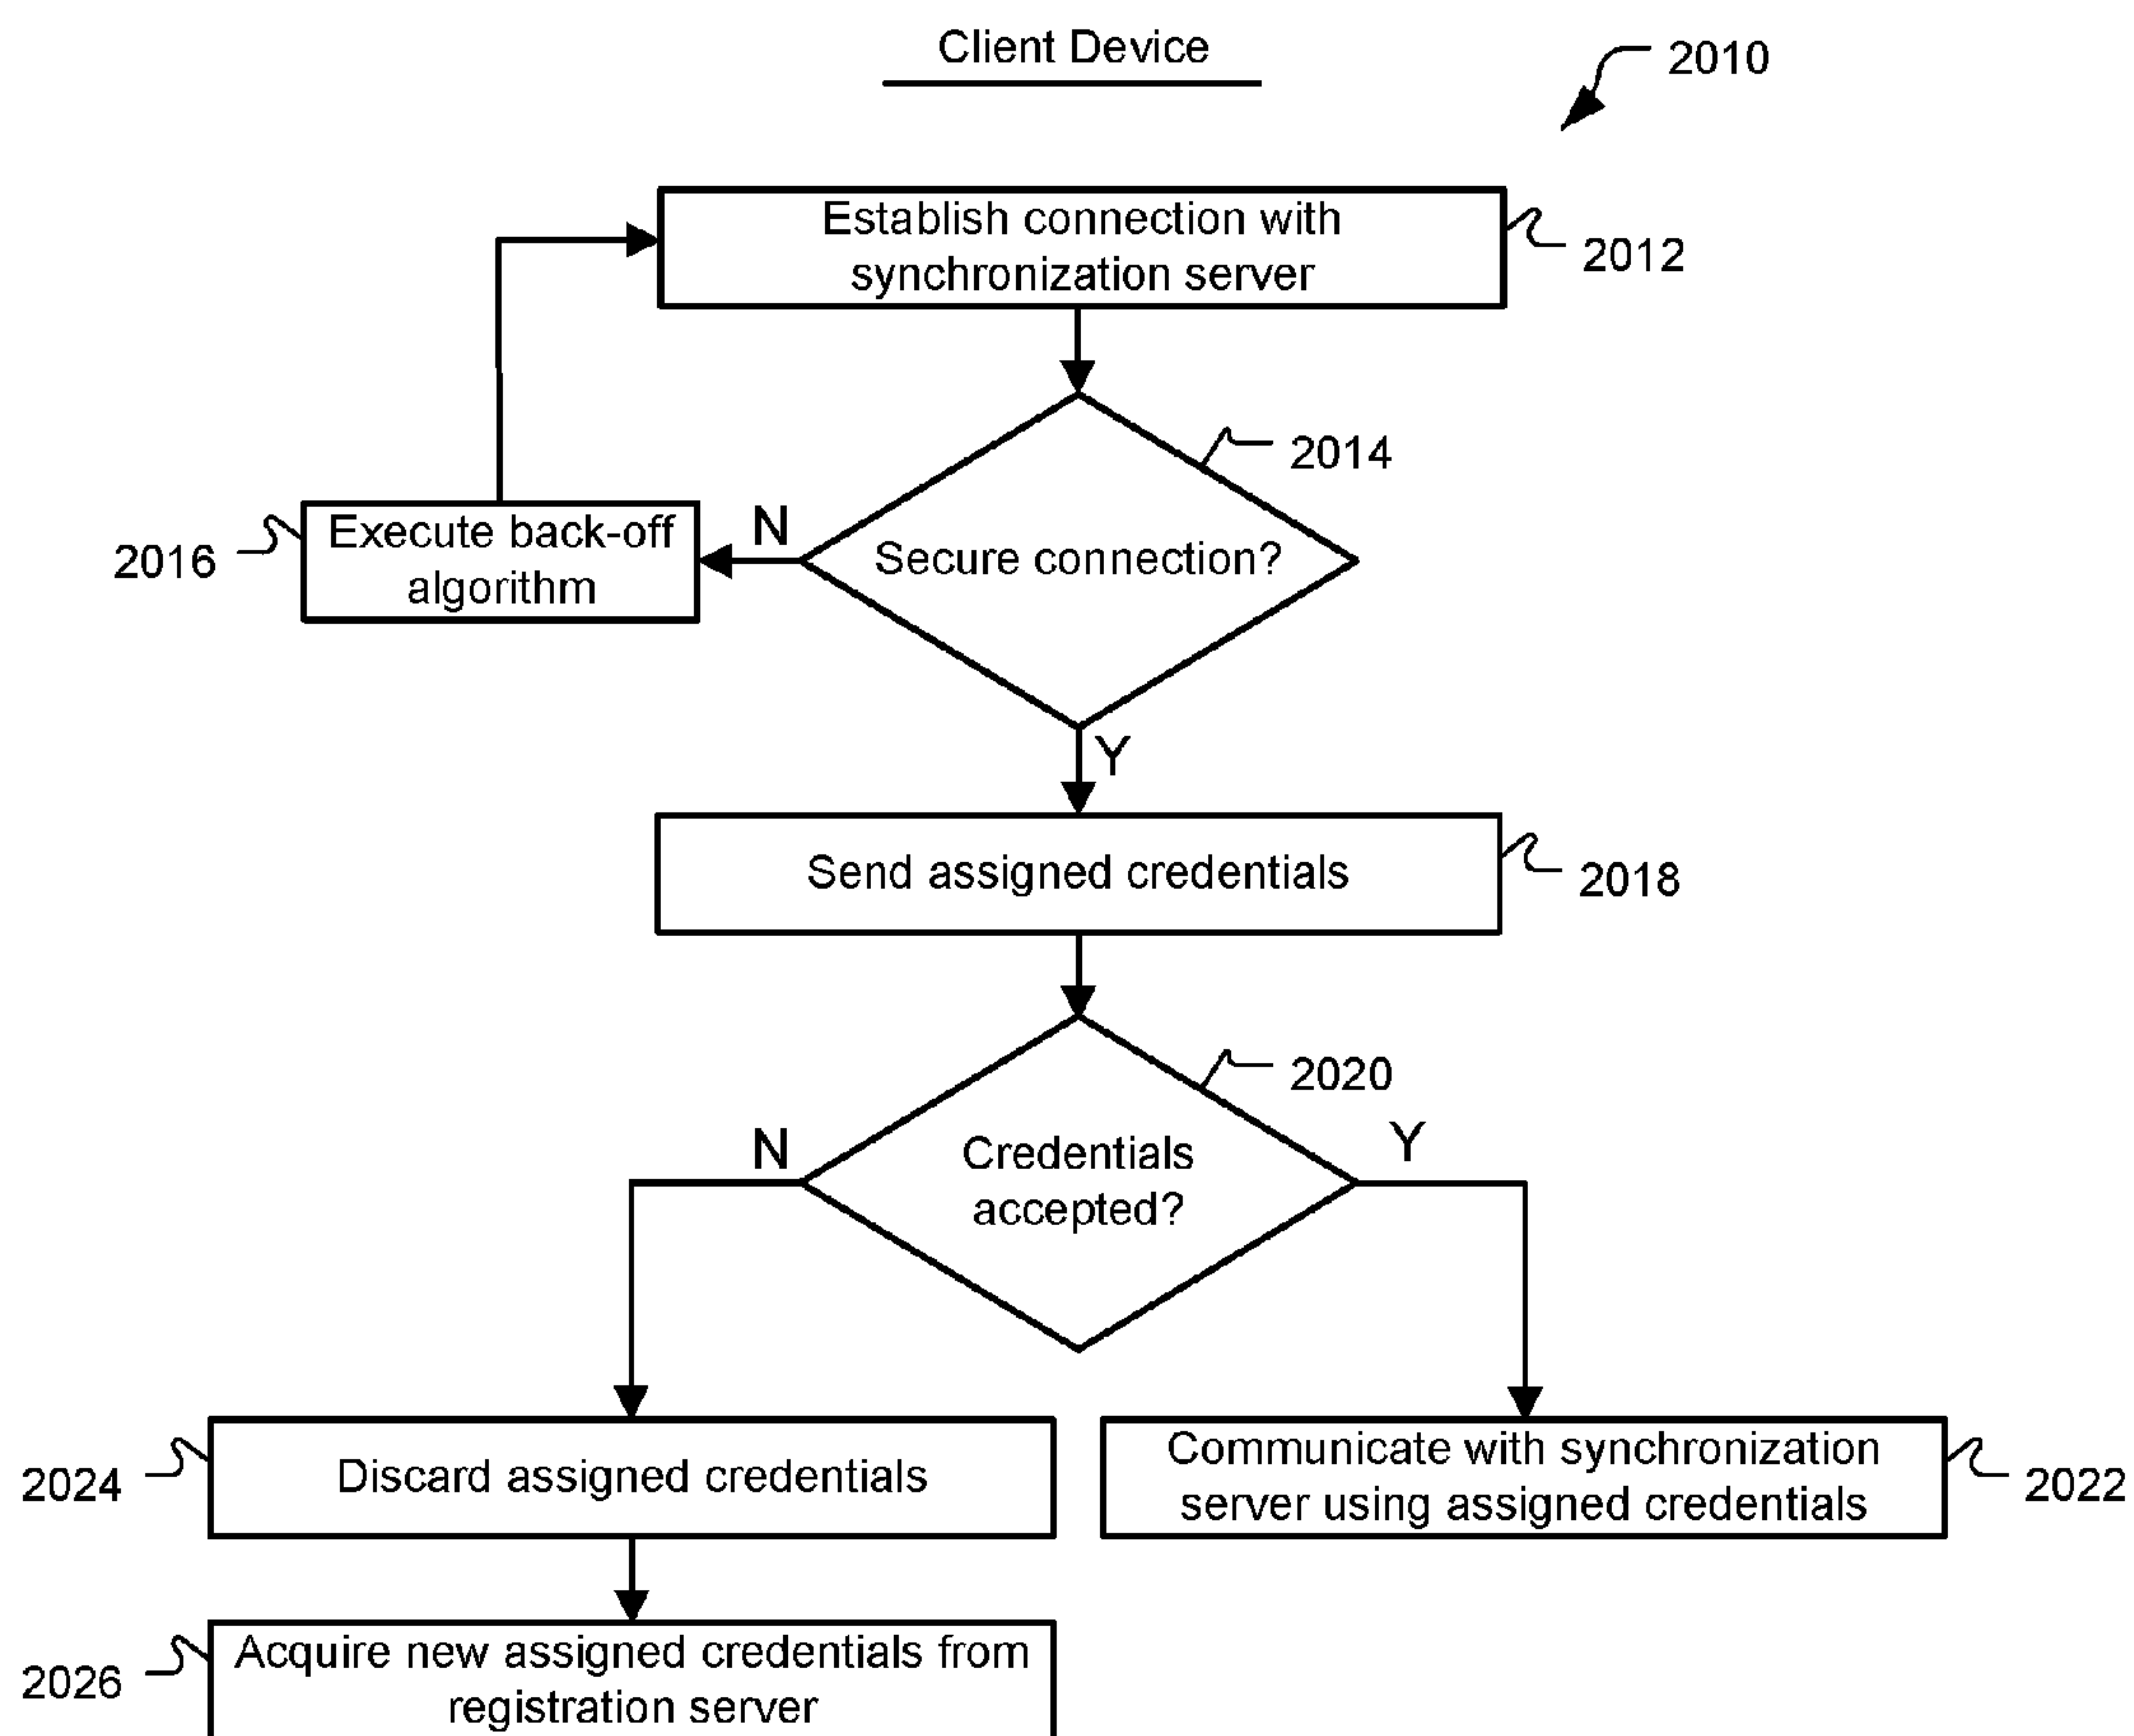 Client Device
2010
Establish connection with
synchronization server
2012
2014
Secure connection?
N
Execute back-off
algorithm
2016
Y
Send assigned credentials
2018
2020
Credentials
accepted?
N
Y
Discard assigned credentials
2024
Communicate with synchronization
server using assigned credentials
2022
Acquire new assigned credentials from
registration server
2026